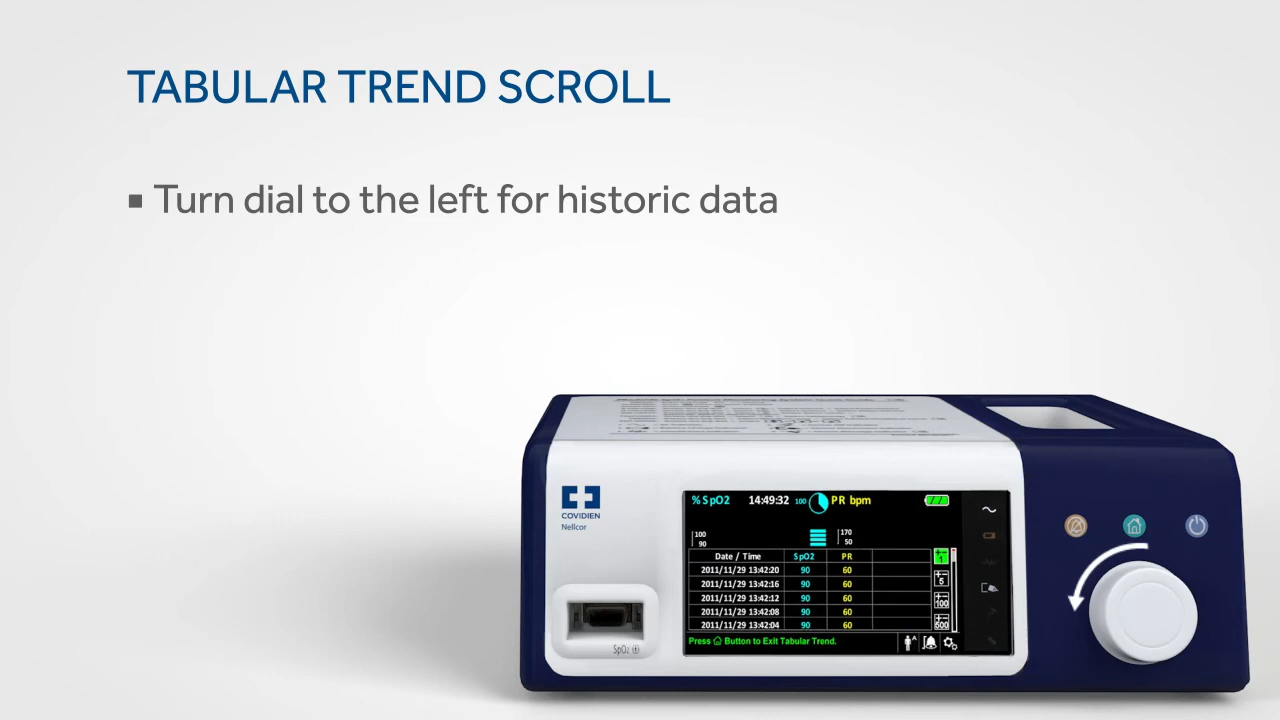 TABULAR TREND SCROLL
▪ Turn dial to the left for historic data
COVIDIEN
Nellcor
% SpO2 14:49:32 100 PR bpm
100 170
90 50
Date / Time SpO2 PR
2011/11/29 13:42:20 90 60 1
2011/11/29 13:42:16 90 60 5
2011/11/29 13:42:12 90 60 100
2011/11/29 13:42:08 90 60 500
2011/11/29 13:42:04 90 60
Press Button to Exit Tabular Trend. A
SpO2